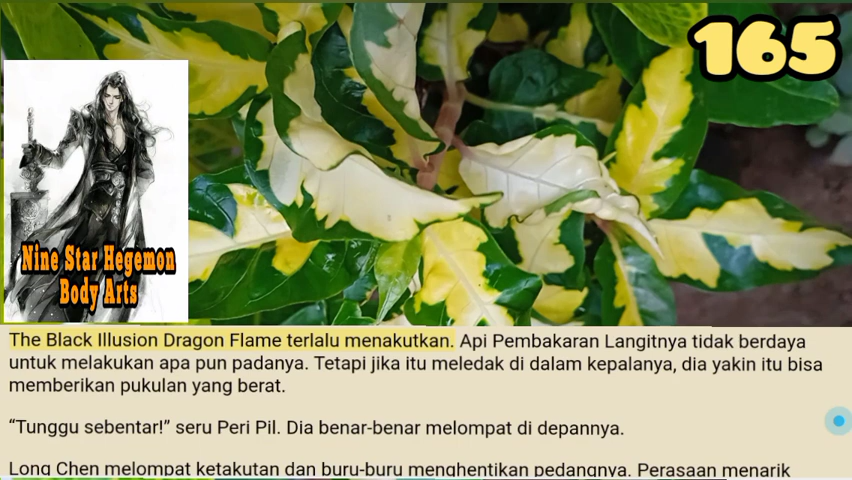 165
Nine Star Hegemon
Body Arts
The Black Illusion Dragon Flame terlalu menakutkan. Api Pembakaran Langitnya tidak berdaya
untuk melakukan apa pun padanya. Tetapi jika itu meledak di dalam kepalanya, dia yakin itu bisa
memberikan pukulan yang berat.
“Tunggu sebentar!” seru Peri Pil. Dia benar-benar melompat di depannya.
Long Chen melompat ketakutan dan buru-buru menghentikan pedangnya. Perasaan menarik